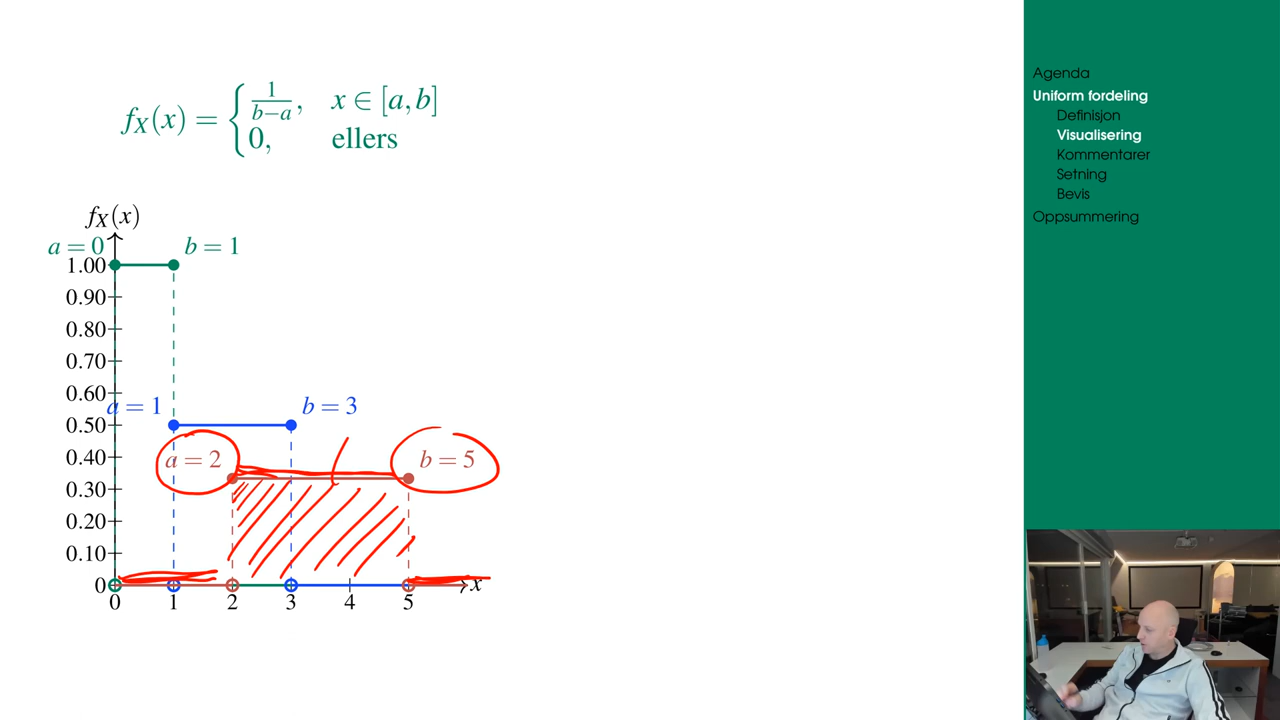 f_X(x) = { 1/(b−a), x ∈ [a, b]
0, ellers
f_X(x)
a = 0 b = 1
1.00
0.90
0.80
0.70
0.60
a = 1 b = 3
0.50
0.40
a = 2 b = 5
0.30
0.20
0.10
0 x
0 1 2 3 4 5
Agenda
Uniform fordeling
Definisjon
Visualisering
Kommentarer
Setning
Bevis
Oppsummering